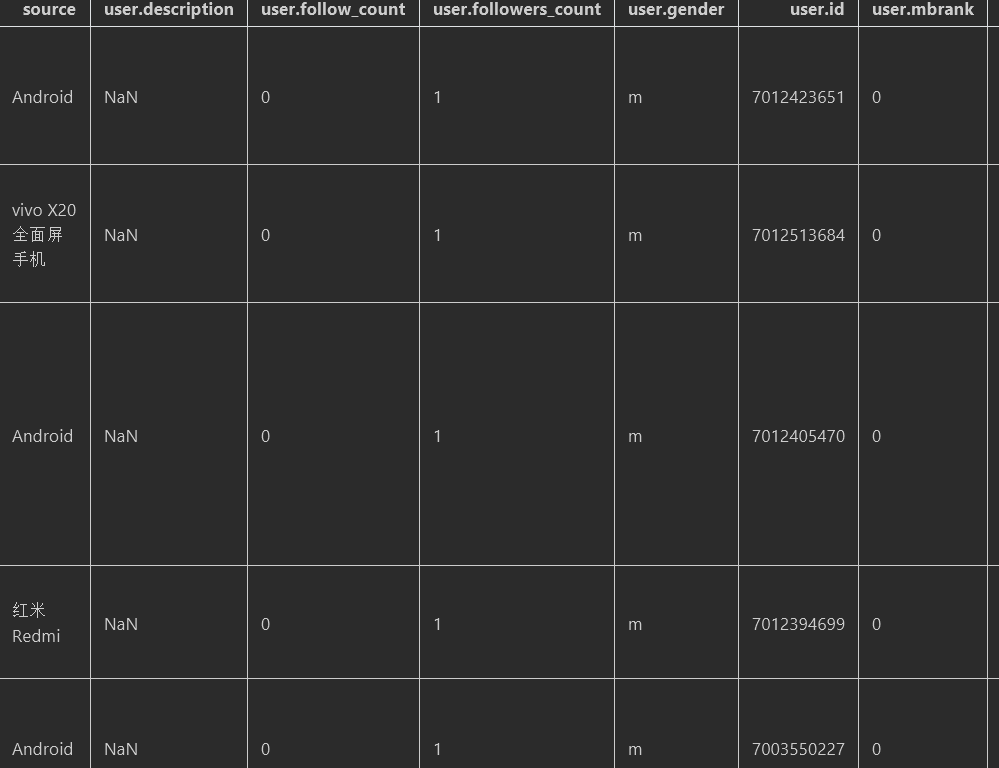 source user.description user.follow_count user.followers_count user.gender user.id user.mbrank
Android NaN 0 1 m 7012423651 0
vivo X20
全面屏
手机
NaN 0 1 m 7012513684 0
Android NaN 0 1 m 7012405470 0
红米
Redmi
NaN 0 1 m 7012394699 0
Android NaN 0 1 m 7003550227 0